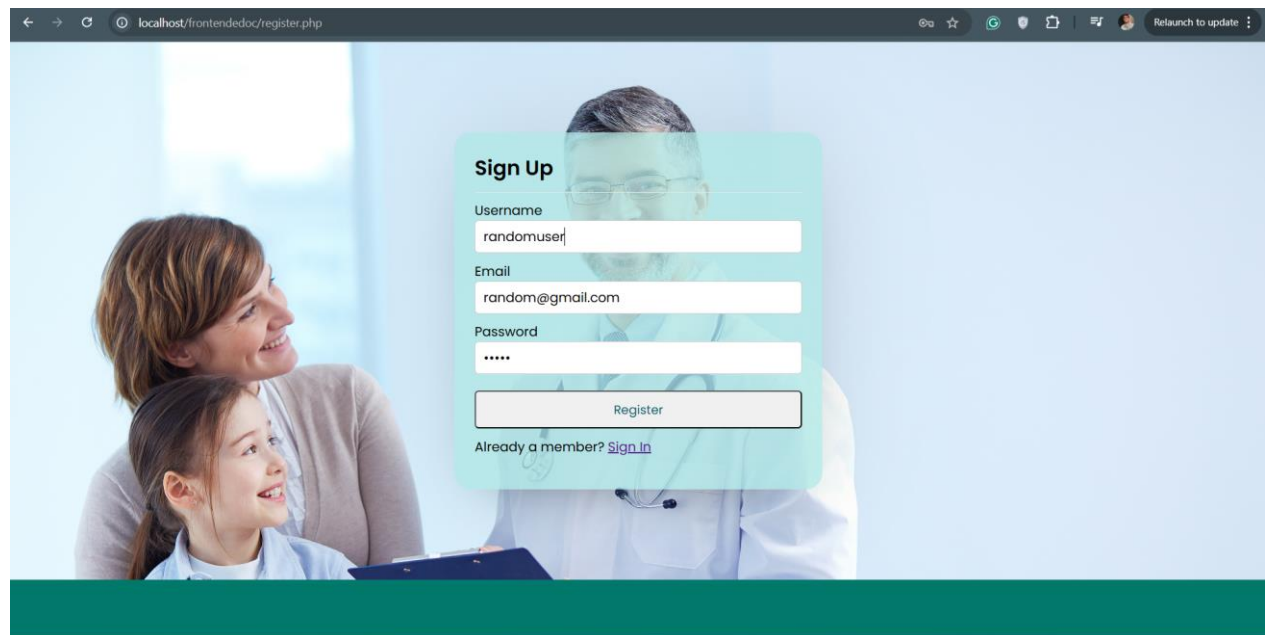 localhost/frontendedoc/register.php
Relaunch to update
Sign Up
Username
randomuser
Email
random@gmail.com
Password
•••••
Register
Already a member? Sign In